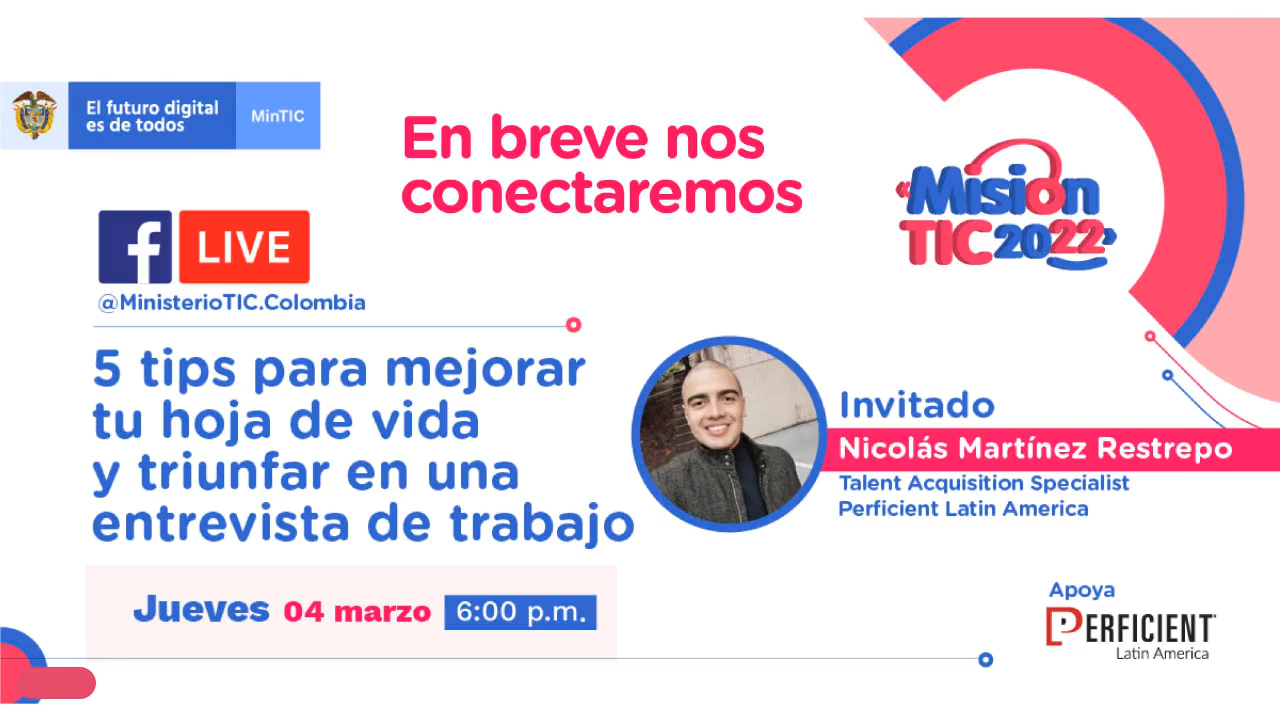 El futuro digital
es de todos
MinTIC
En breve nos
conectaremos
«Misión
TIC 2022»
f LIVE
@MinisterioTIC.Colombia
5 tips para mejorar
tu hoja de vida
y triunfar en una
entrevista de trabajo
Invitado
Nicolás Martínez Restrepo
Talent Acquisition Specialist
Perficient Latin America
Jueves 04 marzo 6:00 p.m.
Apoya
PERFICIENT
Latin America